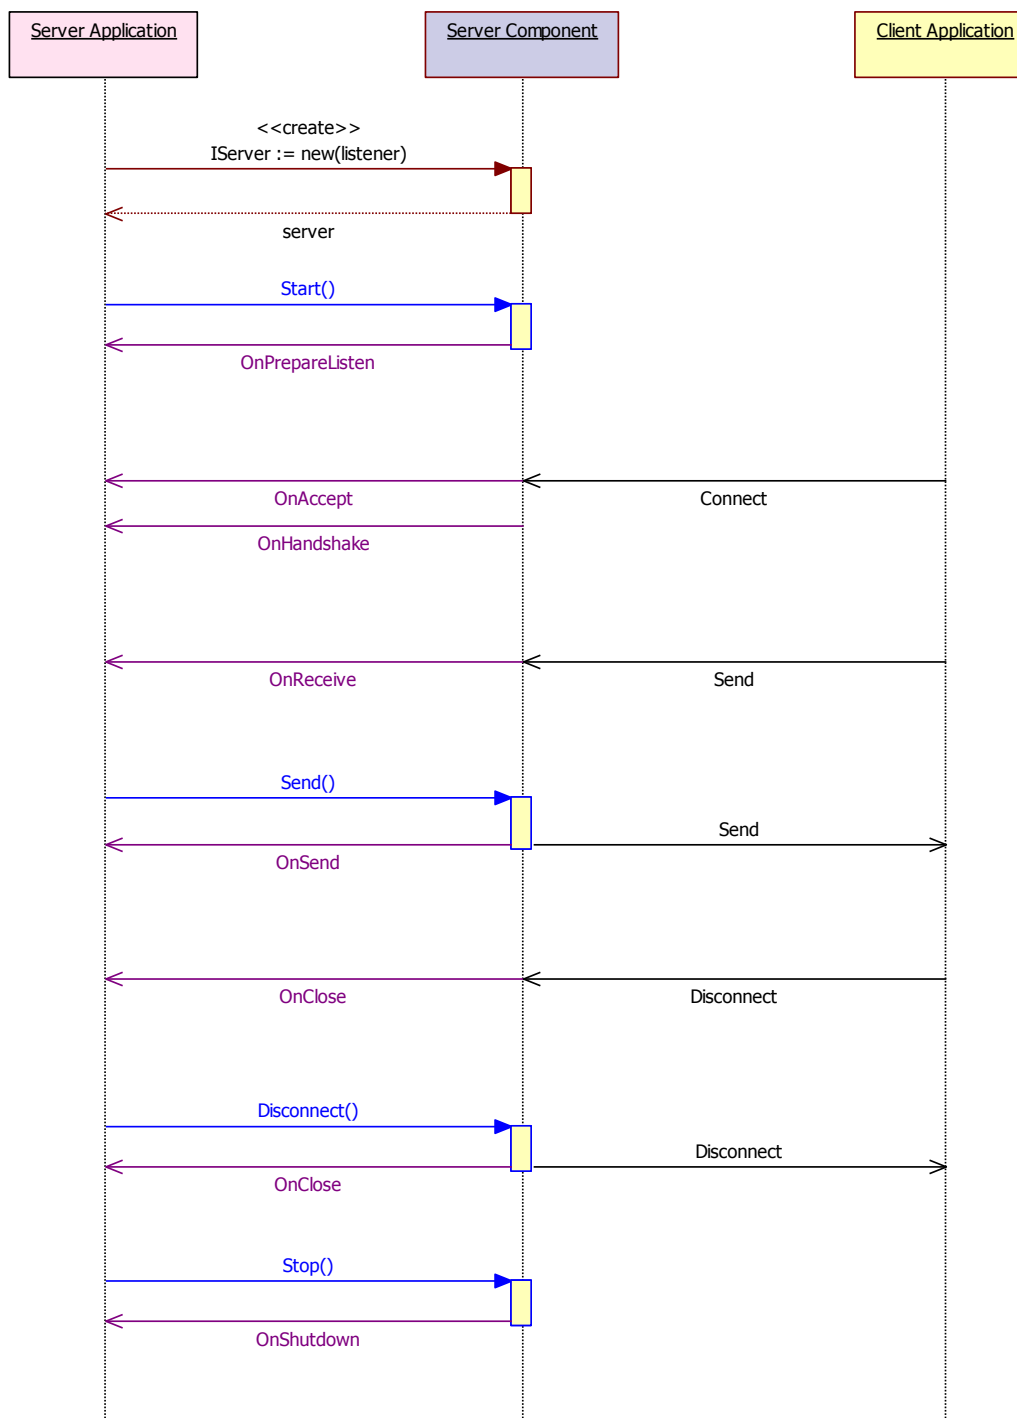 Server Application
Server Component
Client Application
<<create>>
IServer := new(listener)
server
Start()
OnPrepareListen
OnAccept
Connect
OnHandshake
OnReceive
Send
Send()
Send
OnSend
OnClose
Disconnect
Disconnect()
Disconnect
OnClose
Stop()
OnShutdown